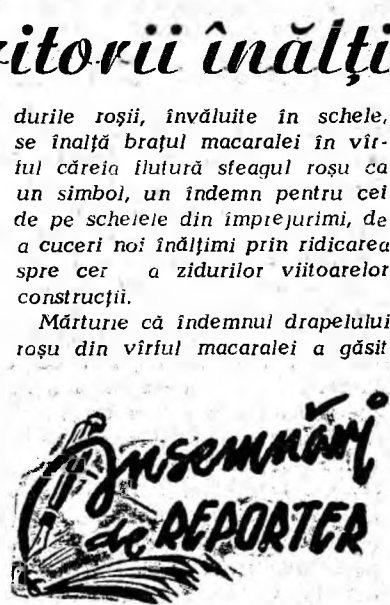 itorii înălți
durile roșii, învăluite în schele,
se înalță brațul macaralei în vîr-
ful căreia flutură steagul roșu ca
un simbol, un îndemn pentru cei
de pe schelele din împrejurimi, de
a cuceri noi înălțimi prin ridicarea
spre cer a zidurilor viitoarelor
construcții.
Mărturie că îndemnul drapelului
roșu din vîrful macaralei a găsit
Însemnări
de REPORTER